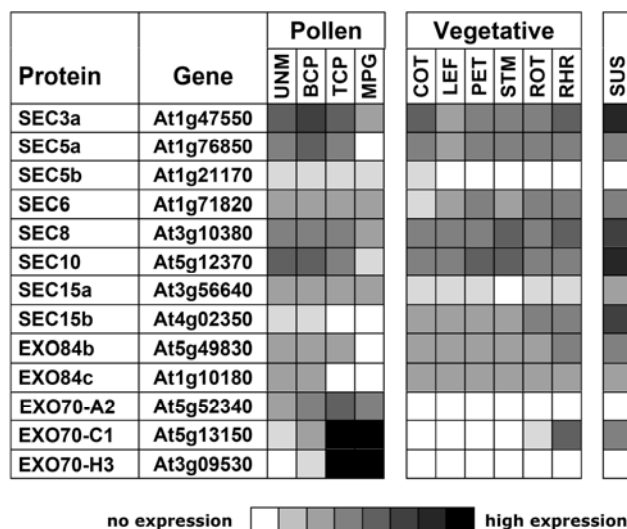 Pollen Vegetative
Protein Gene UNM BCP TCP MPG COT LEF PET STM ROT RHR SUS
SEC3a At1g47550
SEC5a At1g76850
SEC5b At1g21170
SEC6 At1g71820
SEC8 At3g10380
SEC10 At5g12370
SEC15a At3g56640
SEC15b At4g02350
EXO84b At5g49830
EXO84c At1g10180
EXO70-A2 At5g52340
EXO70-C1 At5g13150
EXO70-H3 At3g09530
no expression high expression